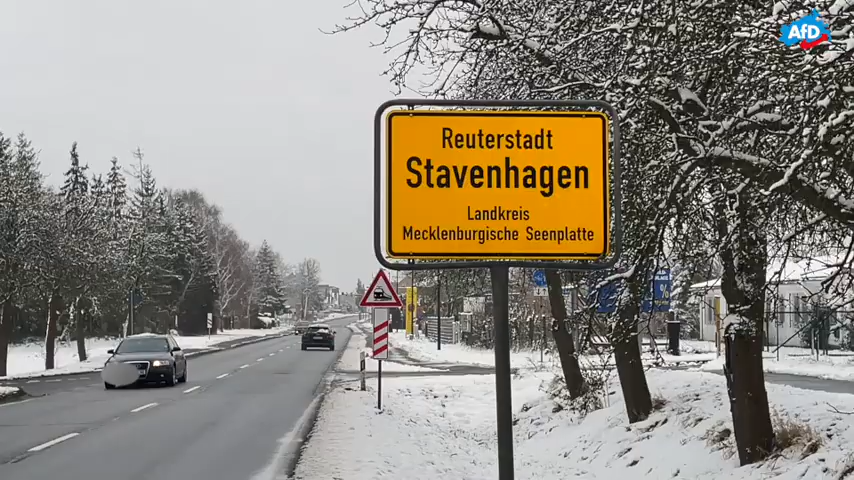 AfD
Reuterstadt
Stavenhagen
Landkreis
Mecklenburgische Seenplatte
%